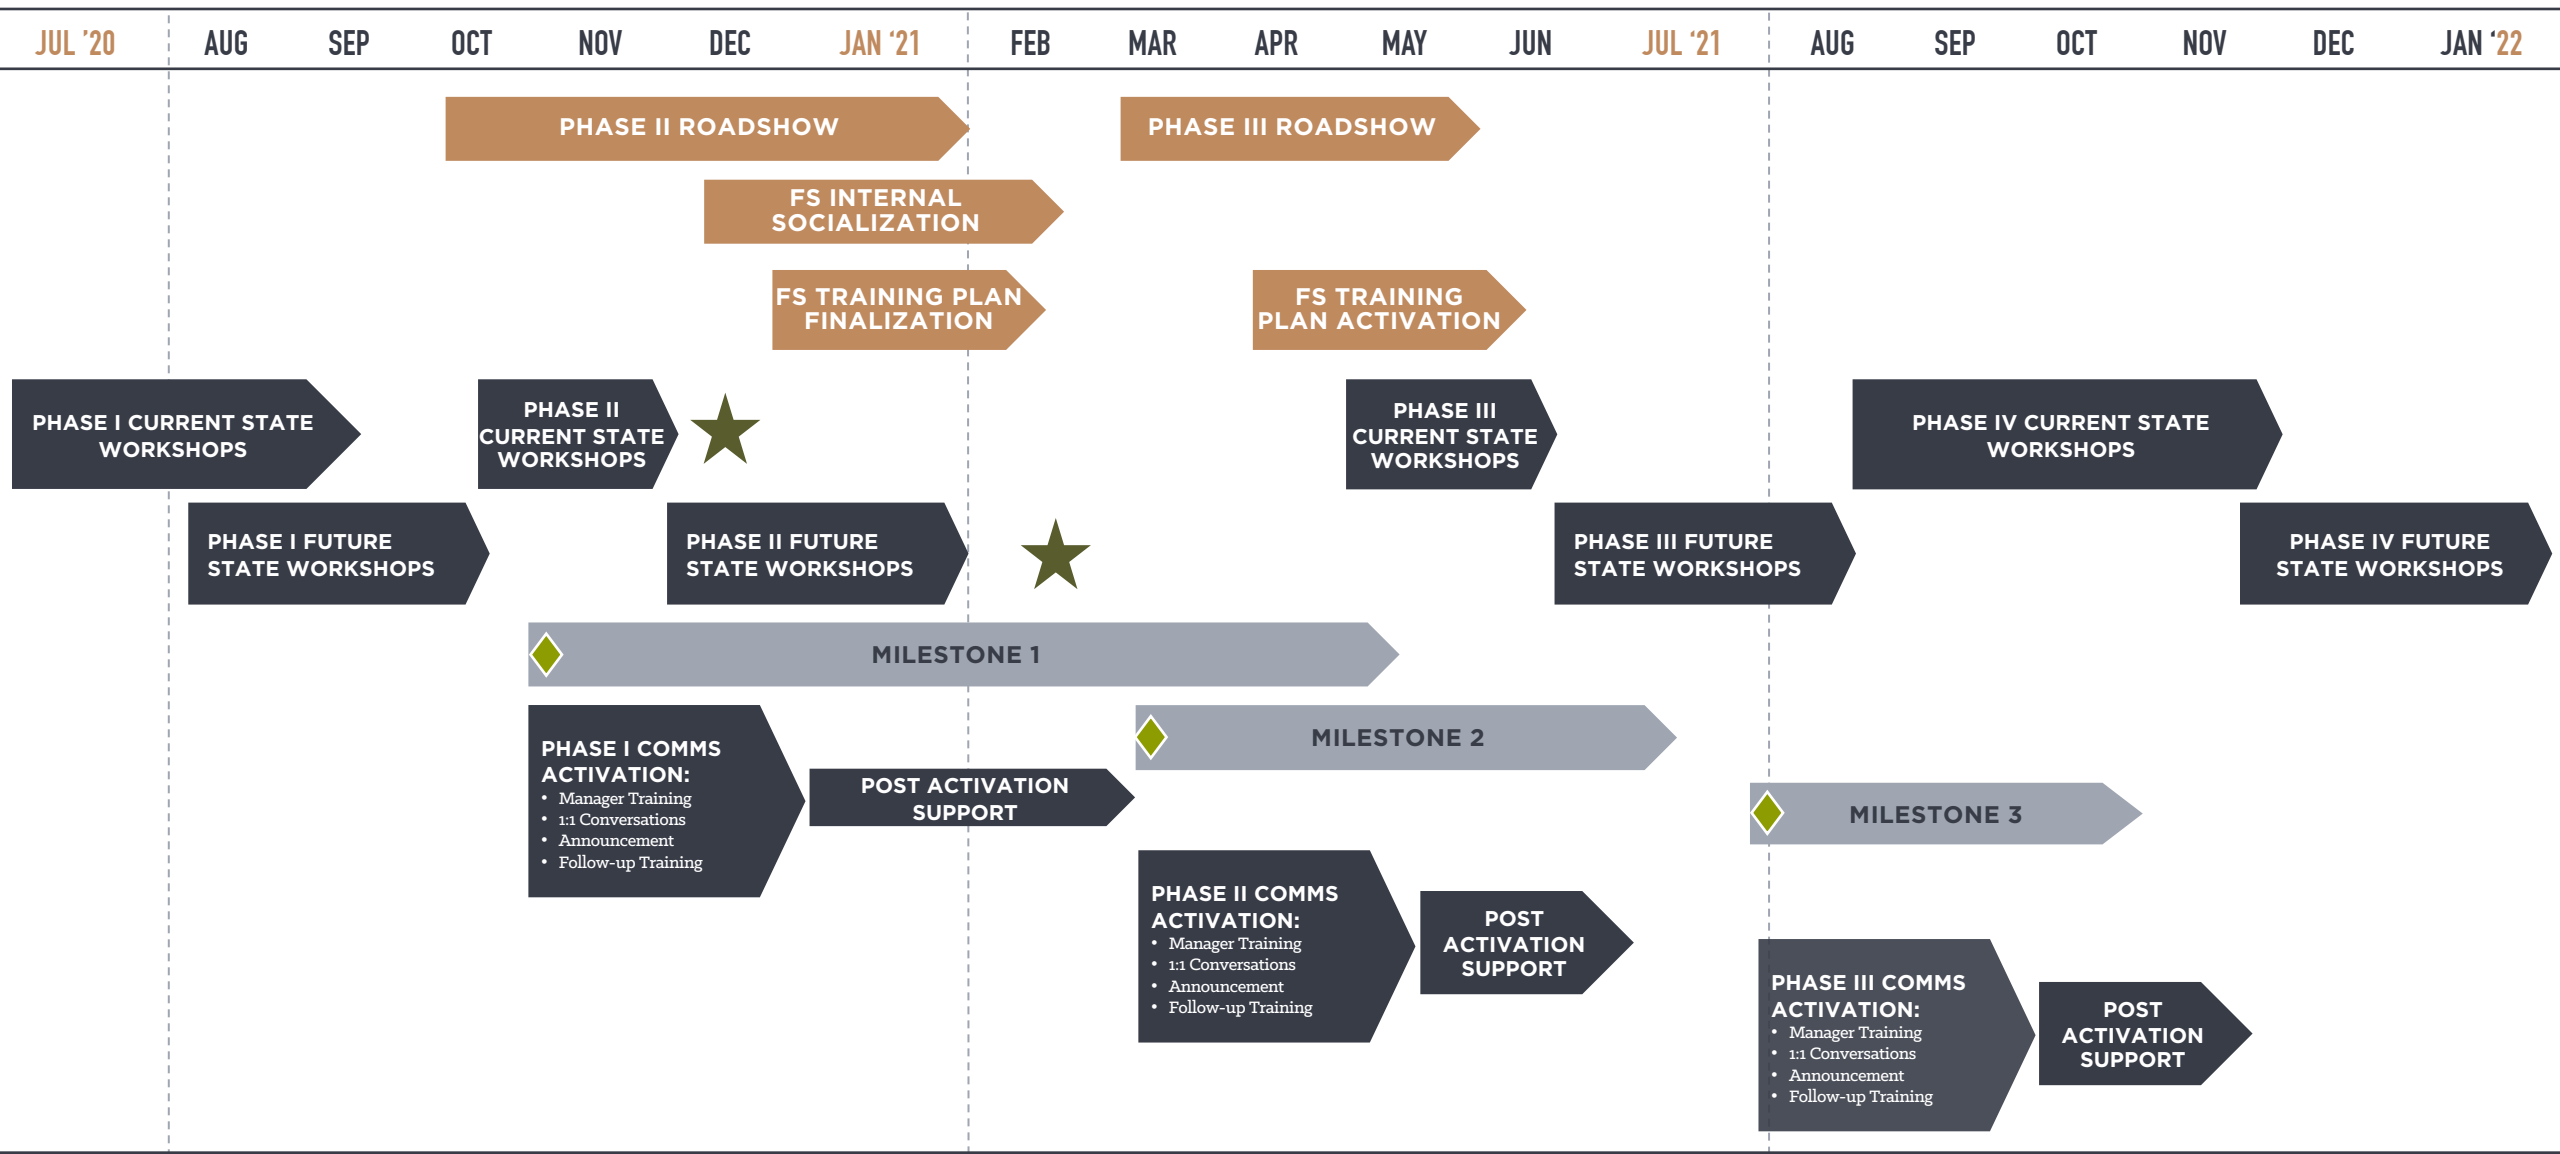 JUL ’20 AUG SEP OCT NOV DEC JAN ‘21 FEB MAR APR MAY JUN JUL ‘21 AUG SEP OCT NOV DEC JAN ‘22
PHASE II ROADSHOW
PHASE III ROADSHOW
FS INTERNAL
SOCIALIZATION
FS TRAINING PLAN
FINALIZATION
FS TRAINING
PLAN ACTIVATION
PHASE I CURRENT STATE
WORKSHOPS
PHASE II
CURRENT STATE
WORKSHOPS
PHASE III
CURRENT STATE
WORKSHOPS
PHASE IV CURRENT STATE
WORKSHOPS
PHASE I FUTURE
STATE WORKSHOPS
PHASE II FUTURE
STATE WORKSHOPS
PHASE III FUTURE
STATE WORKSHOPS
PHASE IV FUTURE
STATE WORKSHOPS
MILESTONE 1
PHASE I COMMS
ACTIVATION:
• Manager Training
• 1:1 Conversations
• Announcement
• Follow-up Training
POST ACTIVATION
SUPPORT
MILESTONE 2
MILESTONE 3
PHASE II COMMS
ACTIVATION:
• Manager Training
• 1:1 Conversations
• Announcement
• Follow-up Training
POST
ACTIVATION
SUPPORT
PHASE III COMMS
ACTIVATION:
• Manager Training
• 1:1 Conversations
• Announcement
• Follow-up Training
POST
ACTIVATION
SUPPORT